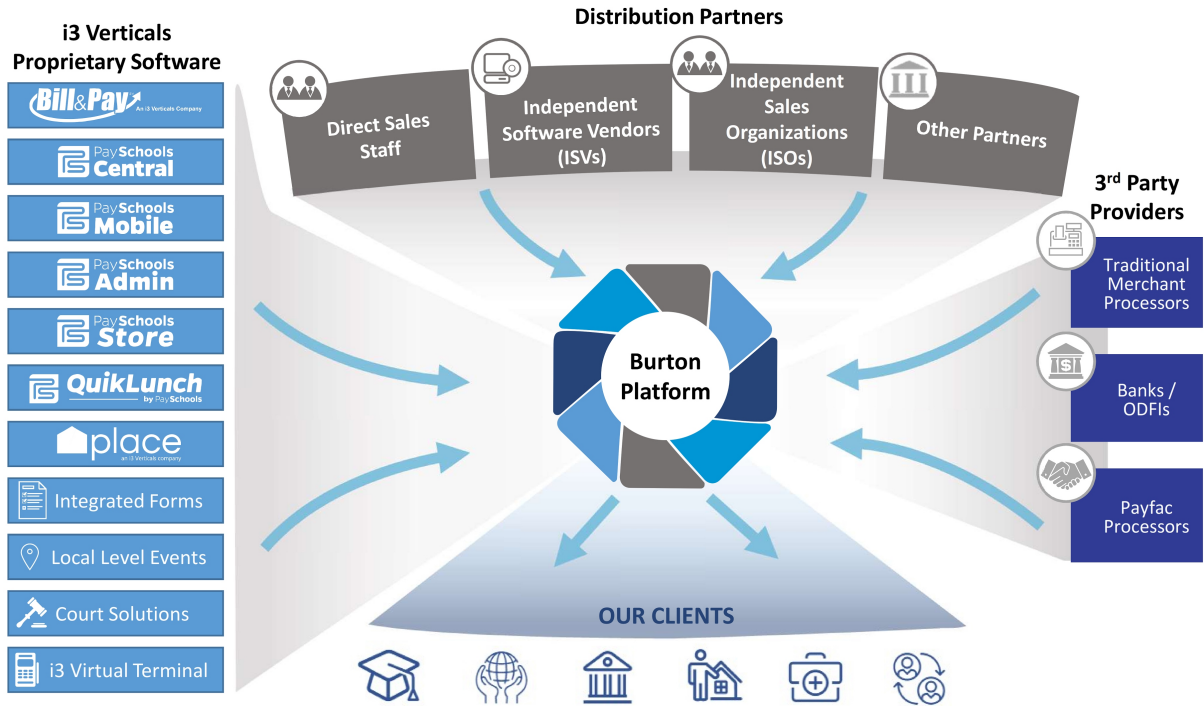 i3 Verticals
Proprietary Software
Bill&Pay
An i3 Verticals Company
PaySchools
Central
PaySchools
Mobile
PaySchools
Admin
PaySchools
Store
QuikLunch
by PaySchools
place
an i3 Verticals company
Integrated Forms
Local Level Events
Court Solutions
i3 Virtual Terminal
Distribution Partners
Direct Sales
Staff
Independent
Software Vendors
(ISVs)
Independent
Sales
Organizations
(ISOs)
Other Partners
3rd Party
Providers
Traditional
Merchant
Processors
$
Banks /
ODFIs
Payfac
Processors
Burton
Platform
OUR CLIENTS